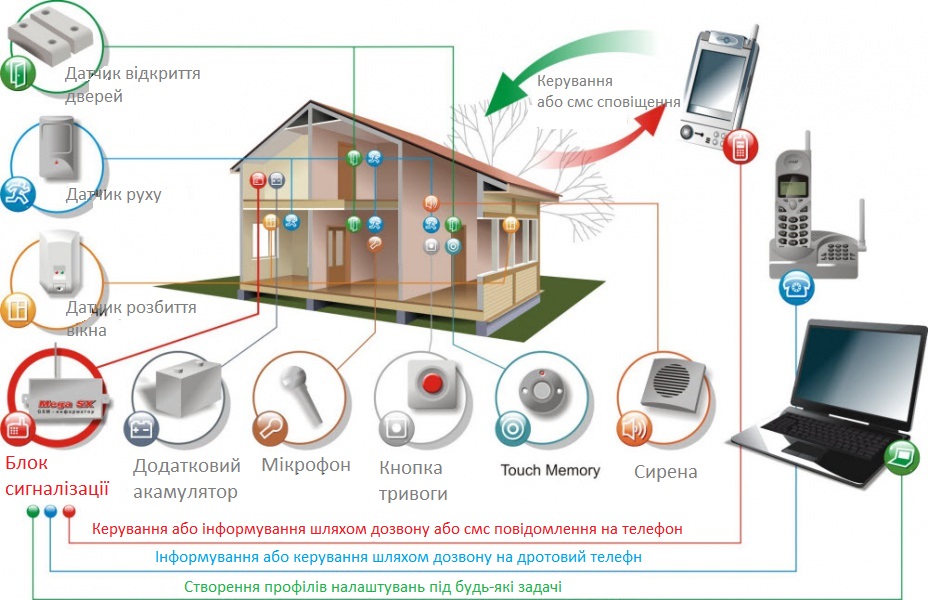 Датчик відкриття
дверей
Керування
або смс сповіщення
Датчик руху
Датчик розбиття
вікна
Mega SX
GSM - информатор
Блок
сигналізації
Додатковий
акамулятор
Мікрофон
Кнопка
тривоги
Touch Memory
Сирена
Керування або інформування шляхом дозвону або смс повідомлення на телефон
Інформування або керування шляхом дозвону на дротовий телефн
Створення профілів налаштувань під будь-які задачі